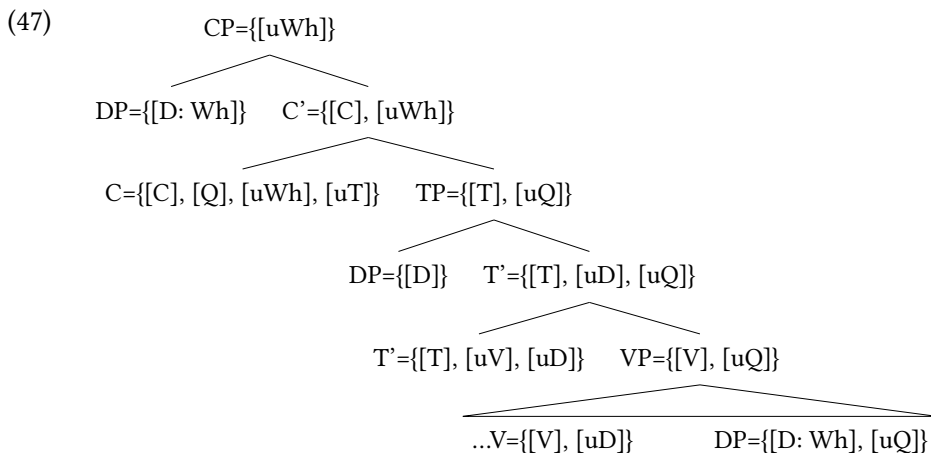 (47)
CP={[uWh]}
DP={[D: Wh]} C’={[C], [uWh]}
C={[C], [Q], [uWh], [uT]} TP={[T], [uQ]}
DP={[D]} T’={[T], [uD], [uQ]}
T’={[T], [uV], [uD]} VP={[V], [uQ]}
...V={[V], [uD]} DP={[D: Wh], [uQ]}